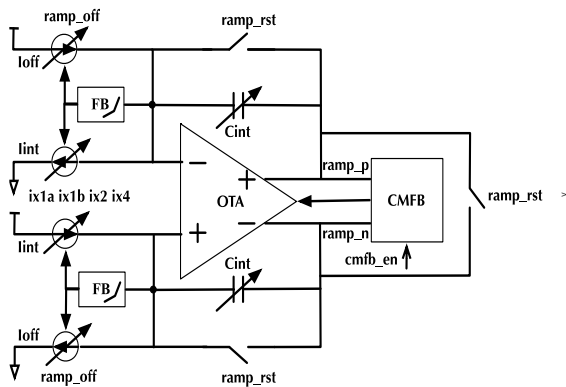 ramp_off
ramp_rst
Ioff
FB
Cint
Iint
ramp_p
ix1a ix1b ix2 ix4
OTA
CMFB
ramp_rst
>
Iint
ramp_n
cmfb_en
FB
Cint
Ioff
ramp_off
ramp_rst